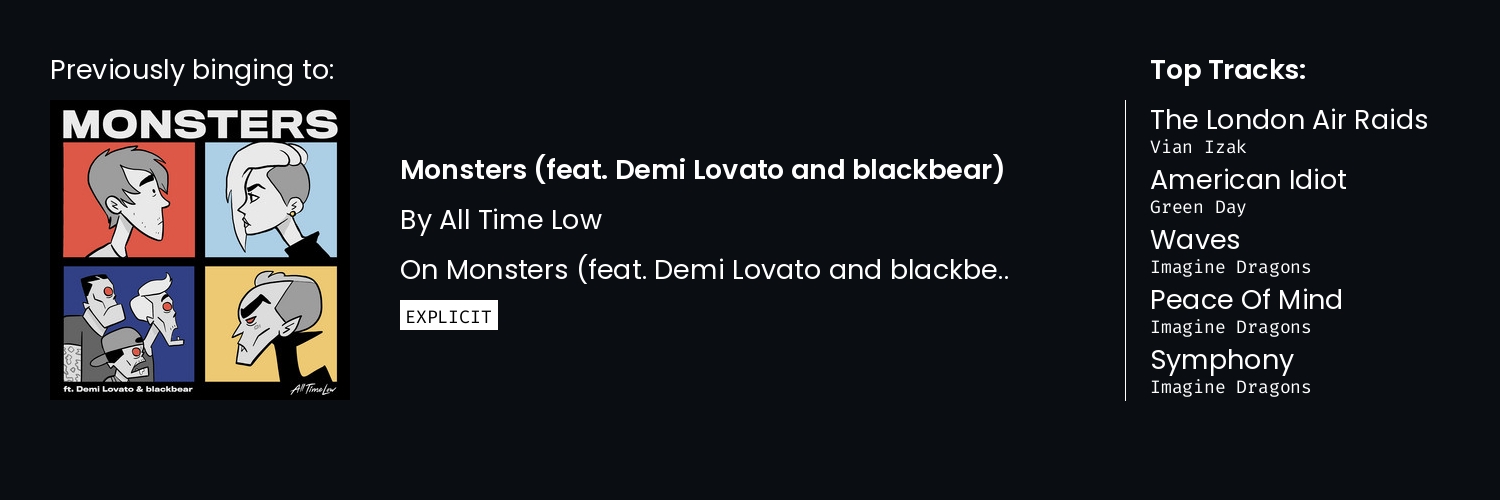 Previously binging to:
MONSTERS
ft. Demi Lovato & blackbear
All Time Low
Monsters (feat. Demi Lovato and blackbear)
By All Time Low
On Monsters (feat. Demi Lovato and blackbe..
EXPLICIT
Top Tracks:
The London Air Raids
Vian Izak
American Idiot
Green Day
Waves
Imagine Dragons
Peace Of Mind
Imagine Dragons
Symphony
Imagine Dragons